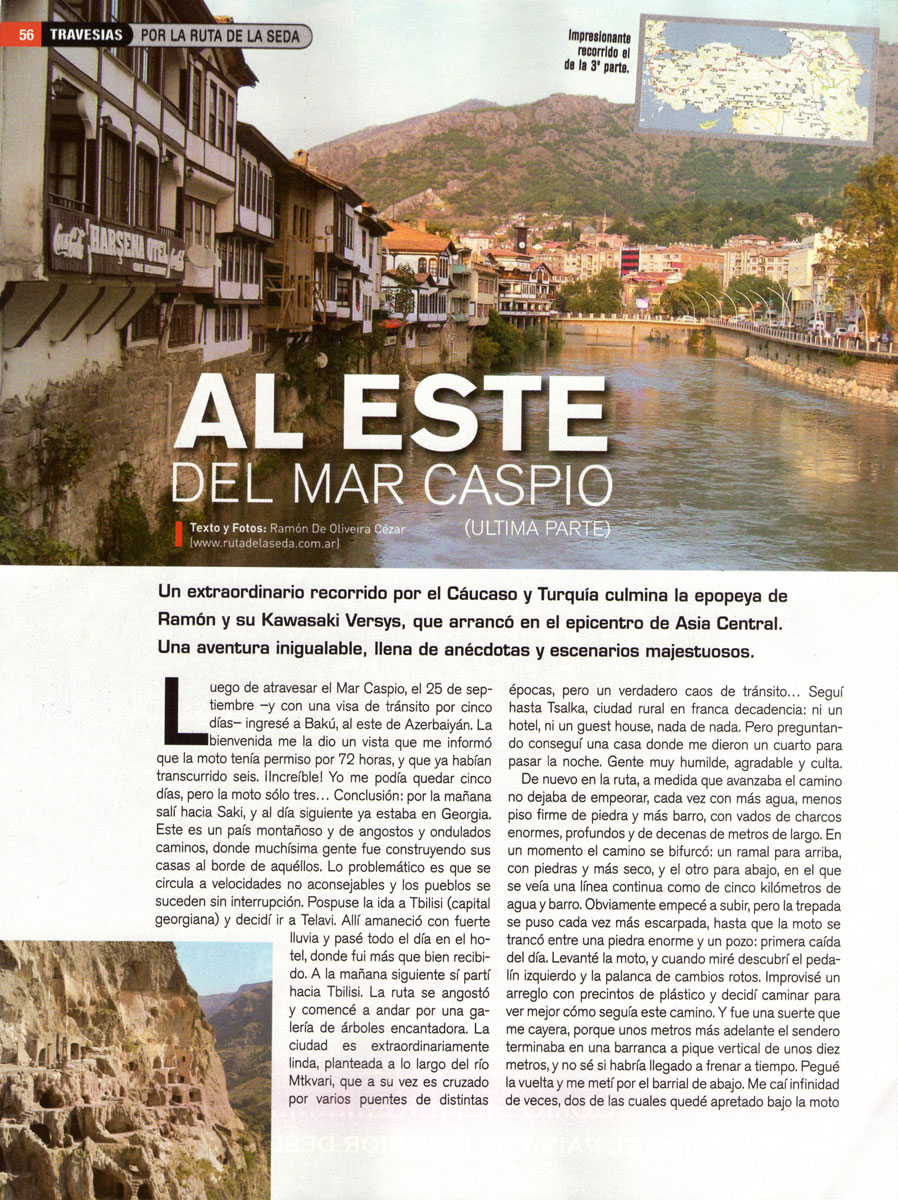 56 TRAVESIAS POR LA RUTA DE LA SEDA
Impresionante
recorrido el
de la 3ª parte.
Coca-Cola HARŞENA OTEL
AL ESTE
DEL MAR CASPIO
(ULTIMA PARTE)
Texto y Fotos: Ramón De Oliveira Cézar
(www.rutadelaseda.com.ar)
Un extraordinario recorrido por el Cáucaso y Turquía culmina la epopeya de
Ramón y su Kawasaki Versys, que arrancó en el epicentro de Asia Central.
Una aventura inigualable, llena de anécdotas y escenarios majestuosos.
Luego de atravesar el Mar Caspio, el 25 de sep-
tiembre –y con una visa de tránsito por cinco
días– ingresé a Bakú, al este de Azerbaiyán. La
bienvenida me la dio un vista que me informó
que la moto tenía permiso por 72 horas, y que ya habían
transcurrido seis. ¡Increíble! Yo me podía quedar cinco
días, pero la moto sólo tres… Conclusión: por la mañana
salí hacia Saki, y al día siguiente ya estaba en Georgia.
Este es un país montañoso y de angostos y ondulados
caminos, donde muchísima gente fue construyendo sus
casas al borde de aquéllos. Lo problemático es que se
circula a velocidades no aconsejables y los pueblos se
suceden sin interrupción. Pospuse la ida a Tbilisi (capital
georgiana) y decidí ir a Telavi. Allí amaneció con fuerte
lluvia y pasé todo el día en el ho-
tel, donde fui más que bien recibi-
do. A la mañana siguiente sí partí
hacia Tbilisi. La ruta se angostó
y comencé a andar por una ga-
lería de árboles encantadora. La
ciudad es extraordinariamente
linda, planteada a lo largo del río
Mtkvari, que a su vez es cruzado
por varios puentes de distintas
épocas, pero un verdadero caos de tránsito… Seguí
hasta Tsalka, ciudad rural en franca decadencia: ni un
hotel, ni un guest house, nada de nada. Pero preguntan-
do conseguí una casa donde me dieron un cuarto para
pasar la noche. Gente muy humilde, agradable y culta.
De nuevo en la ruta, a medida que avanzaba el camino
no dejaba de empeorar, cada vez con más agua, menos
piso firme de piedra y más barro, con vados de charcos
enormes, profundos y de decenas de metros de largo. En
un momento el camino se bifurcó: un ramal para arriba,
con piedras y más seco, y el otro para abajo, en el que
se veía una línea continua como de cinco kilómetros de
agua y barro. Obviamente empecé a subir, pero la trepada
se puso cada vez más escarpada, hasta que la moto se
trancó entre una piedra enorme y un pozo: primera caída
del día. Levanté la moto, y cuando miré descubrí el peda-
lín izquierdo y la palanca de cambios rotos. Improvisé un
arreglo con precintos de plástico y decidí caminar para
ver mejor cómo seguía este camino. Y fue una suerte que
me cayera, porque unos metros más adelante el sendero
terminaba en una barranca a pique vertical de unos diez
metros, y no sé si habría llegado a frenar a tiempo. Pegué
la vuelta y me metí por el barrial de abajo. Me caí infinidad
de veces, dos de las cuales quedé apretado bajo la moto